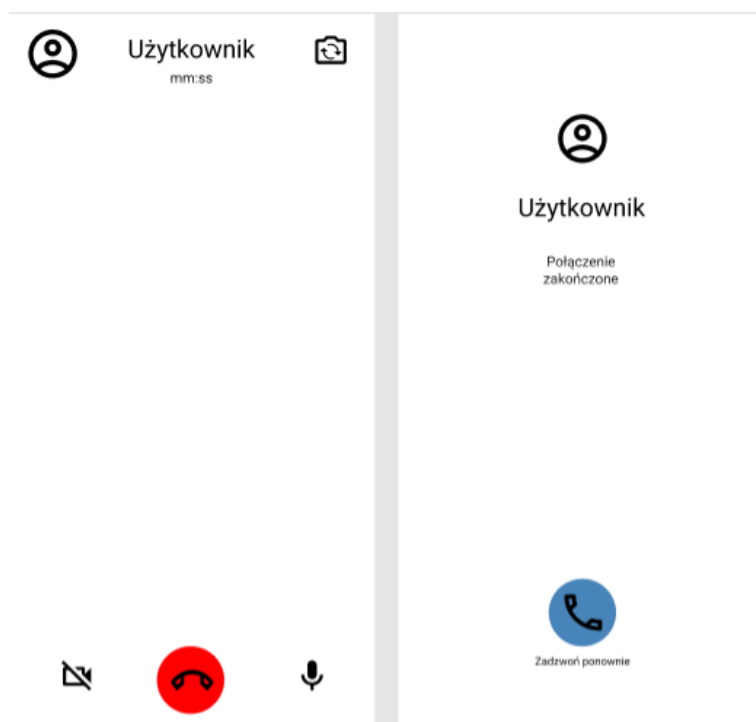 Użytkownik
mm:ss
Użytkownik
Połączenie
zakończone
Zadzwoń ponownie